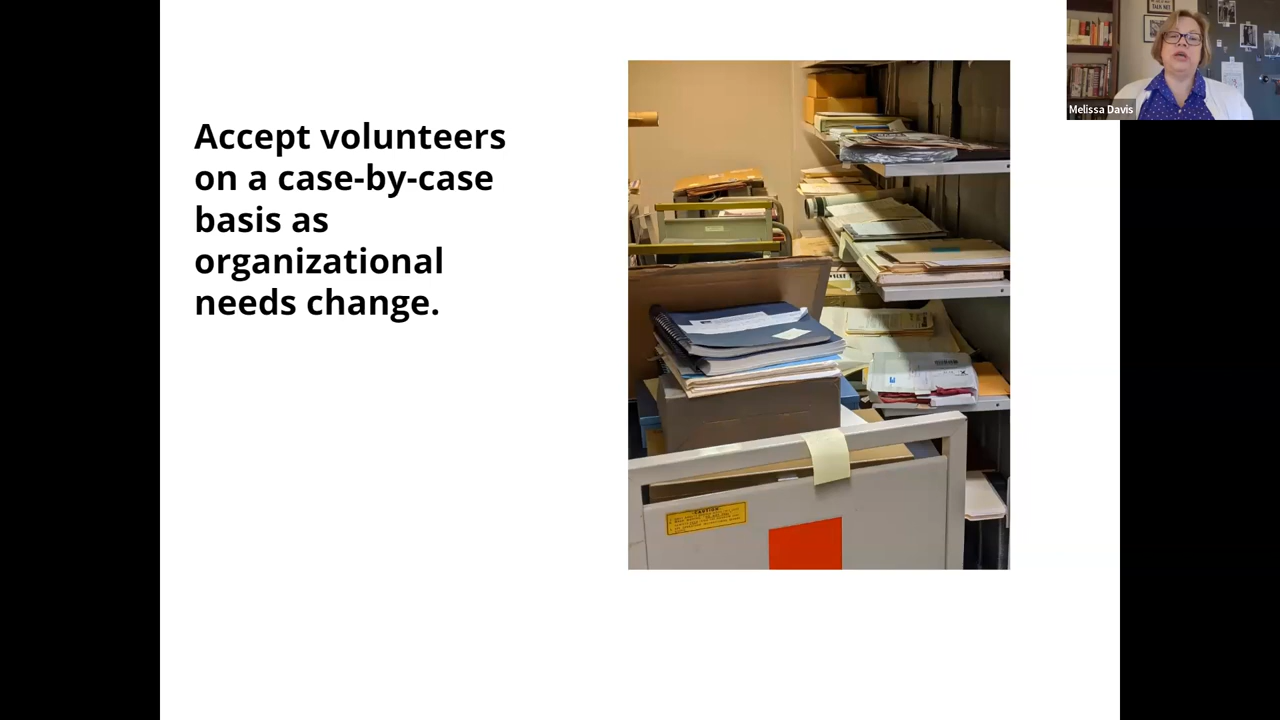 Accept volunteers
on a case-by-case
basis as
organizational
needs change.
Melissa Davis
CAUTION